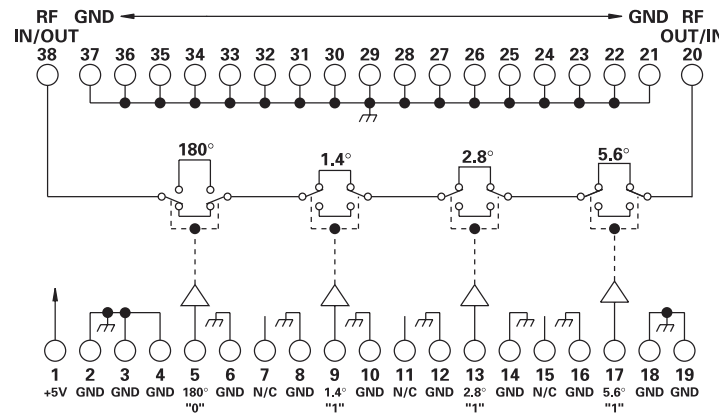 RF GND GND RF
IN/OUT OUT/IN
38 37 36 35 34 33 32 31 30 29 28 27 26 25 24 23 22 21 20
180° 1.4° 2.8° 5.6°
1 2 3 4 5 6 7 8 9 10 11 12 13 14 15 16 17 18 19
+5V GND GND GND 180° GND N/C GND 1.4° GND N/C GND 2.8° GND N/C GND 5.6° GND GND
"0" "1" "1" "1"